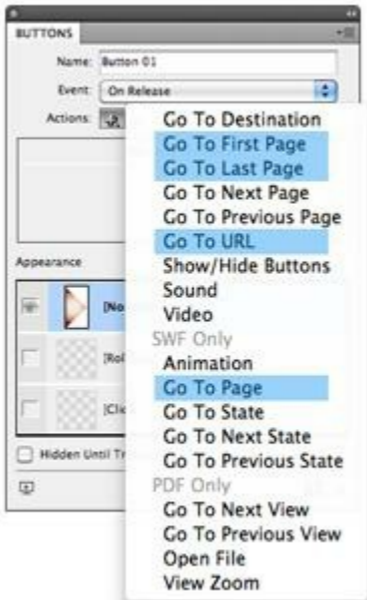 BUTTONS
Name: Button 01
Event: On Release
Actions:
Go To Destination
Go To First Page
Go To Last Page
Go To Next Page
Go To Previous Page
Go To URL
Show/Hide Buttons
Sound
Video
SWF Only
Animation
Go To Page
Go To State
Go To Next State
Go To Previous State
PDF Only
Go To Next View
Go To Previous View
Open File
View Zoom
Appearance
[No
[Rol
[Clic
Hidden Until Tr